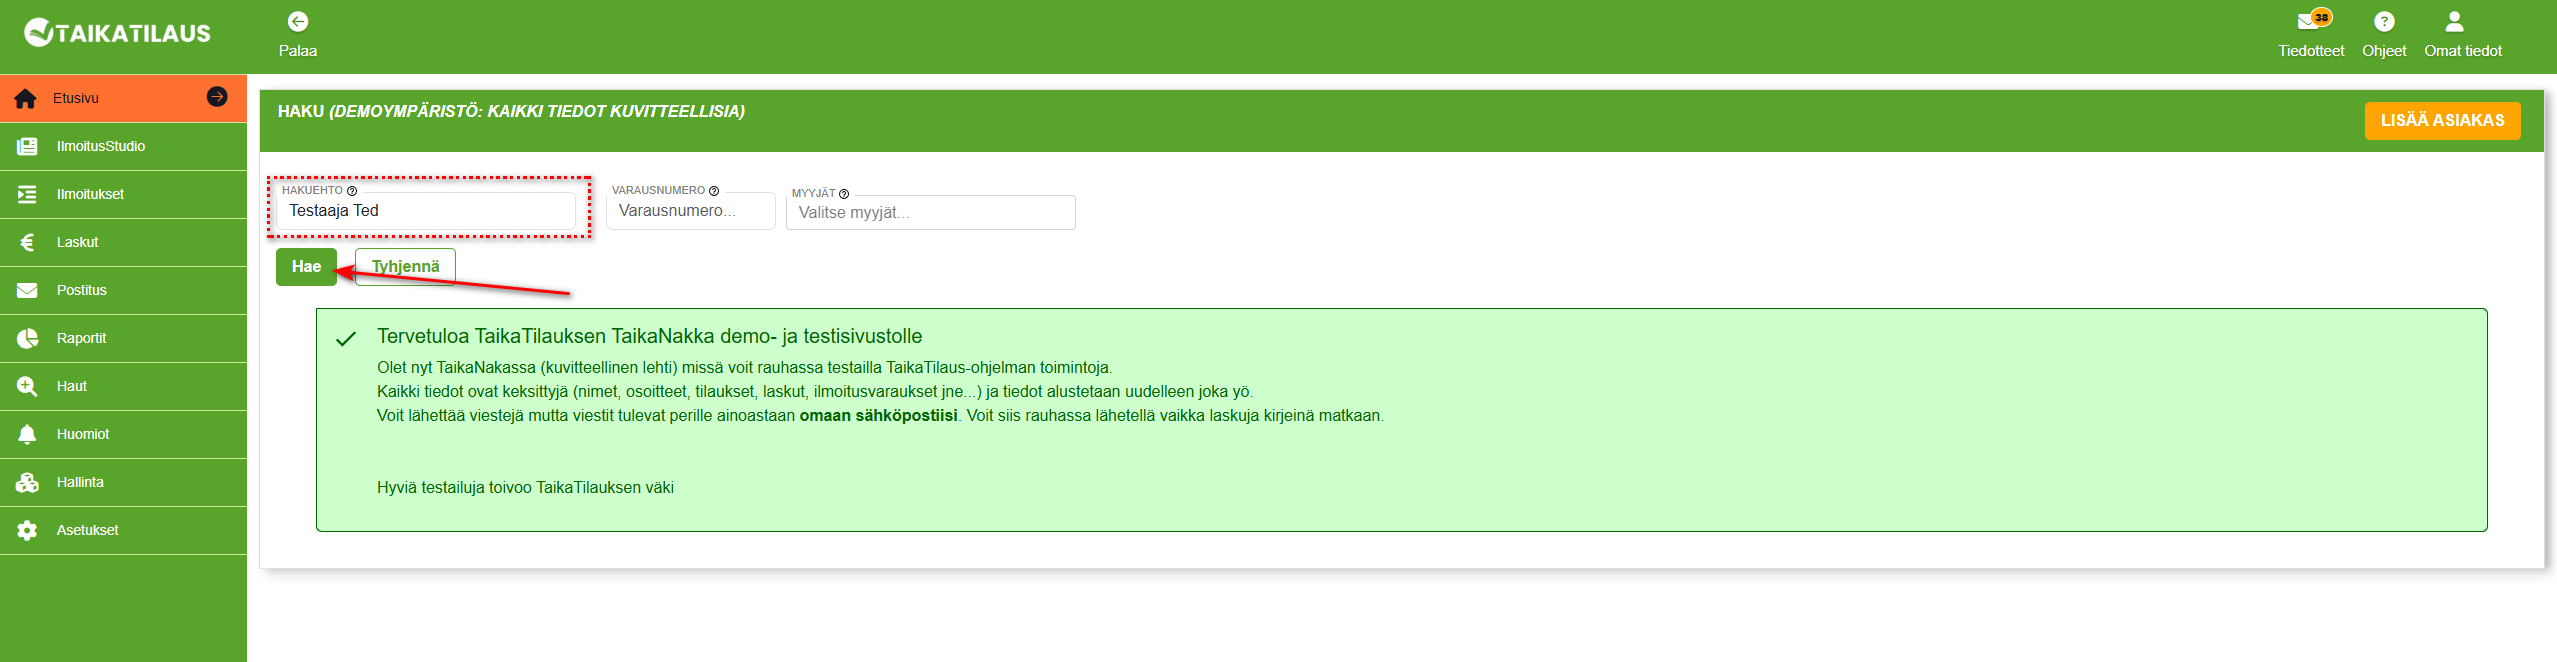 TAIKATILAUS
Palaa
38
Tiedotteet
Ohjeet
Omat tiedot
Etusivu
IlmoitusStudio
Ilmoitukset
Laskut
Postitus
Raportit
Haut
Huomiot
Hallinta
Asetukset
HAKU (DEMOYMPÄRISTÖ: KAIKKI TIEDOT KUVITTEELLISIA)
LISÄÄ ASIAKAS
HAKUEHTO
Testaaja Ted
VARAUSNUMERO
Varausnumero...
MYYJÄT
Valitse myyjät...
Hae
Tyhjennä
Tervetuloa TaikaTilauksen TaikaNakka demo- ja testisivustolle
Olet nyt TaikaNakassa (kuvitteellinen lehti) missä voit rauhassa testailla TaikaTilaus-ohjelman toimintoja.
Kaikki tiedot ovat keksittyjä (nimet, osoitteet, tilaukset, laskut, ilmoitusvaraukset jne...) ja tiedot alustetaan uudelleen joka yö.
Voit lähettää viestejä mutta viestit tulevat perille ainoastaan omaan sähköpostiisi. Voit siis rauhassa lähetellä vaikka laskuja kirjeinä matkaan.
Hyviä testailuja toivoo TaikaTilauksen väki